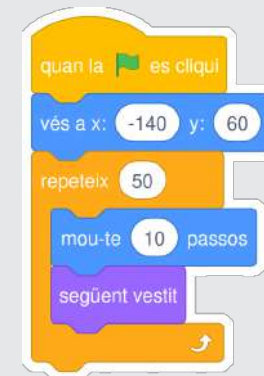 quan la es cliqui
vés a x: -140 y: 60
repeteix 50
mou-te 10 passos
següent vestit